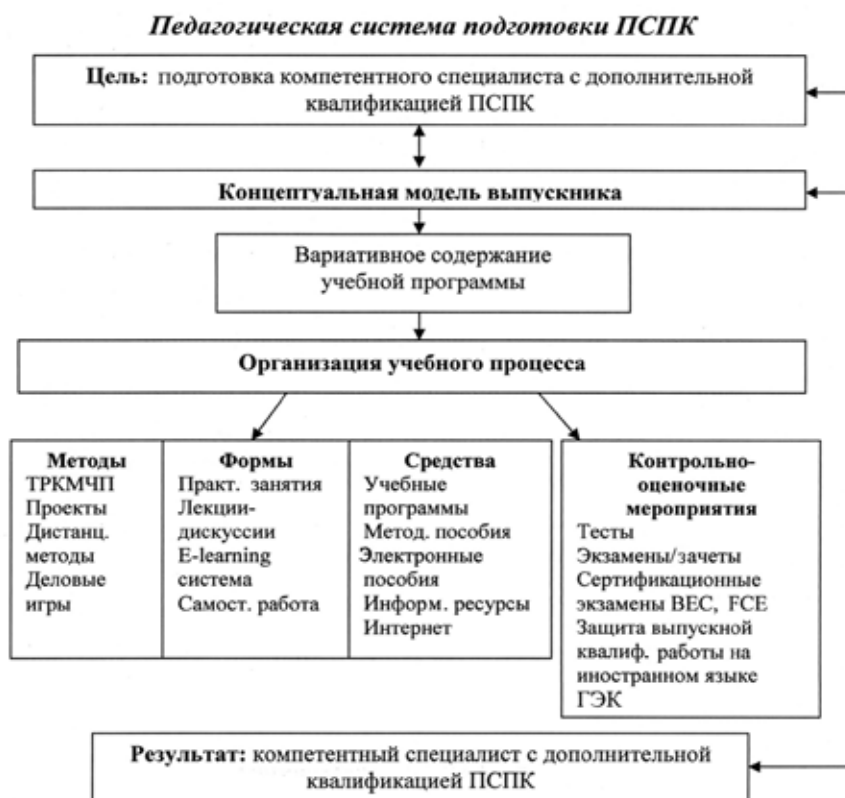 Педагогическая система подготовки ПСПК
Цель: подготовка компетентного специалиста с дополнительной
квалификацией ПСПК
Концептуальная модель выпускника
Вариативное содержание
учебной программы
Организация учебного процесса
Методы
ТРКМЧП
Проекты
Дистанц.
методы
Деловые
игры
Формы
Практ. занятия
Лекции-
дискуссии
E-learning
система
Самост. работа
Средства
Учебные
программы
Метод. пособия
Электронные
пособия
Информ. ресурсы
Интернет
Контрольно-
оценочные
мероприятия
Тесты
Экзамены/зачеты
Сертификационные
экзамены BEC, FCE
Защита выпускной
квалиф. работы на
иностранном языке
ГЭК
Результат: компетентный специалист с дополнительной
квалификацией ПСПК